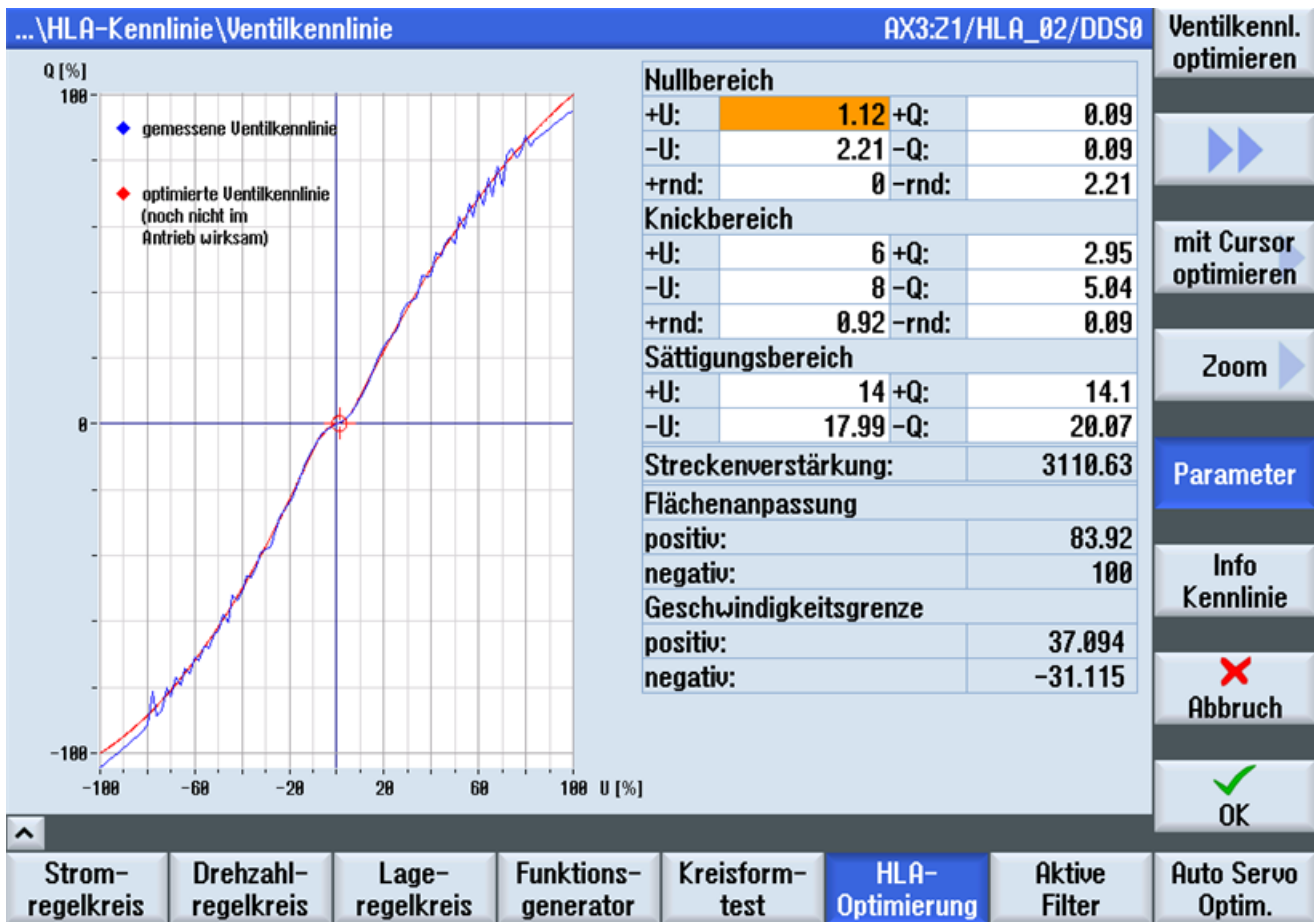 ...\HLA-Kennlinie\Ventilkennlinie AX3:Z1/HLA_02/DDS0
Q [%]
100
gemessene Ventilkennlinie
optimierte Ventilkennlinie
(noch nicht im
Antrieb wirksam)
0
-100
-100 -60 -20 20 60 100 U [%]
Nullbereich
+U: 1.12 +Q: 0.09
-U: 2.21 -Q: 0.09
+rnd: 0 -rnd: 2.21
Knickbereich
+U: 6 +Q: 2.95
-U: 8 -Q: 5.04
+rnd: 0.92 -rnd: 0.09
Sättigungsbereich
+U: 14 +Q: 14.1
-U: 17.99 -Q: 20.07
Streckenverstärkung: 3110.63
Flächenanpassung
positiv: 83.92
negativ: 100
Geschwindigkeitsgrenze
positiv: 37.094
negativ: -31.115
Ventilkennl.
optimieren
mit Cursor
optimieren
Zoom
Parameter
Info
Kennlinie
Abbruch
OK
Strom-
regelkreis
Drehzahl-
regelkreis
Lage-
regelkreis
Funktions-
generator
Kreisform-
test
HLA-
Optimierung
Aktive
Filter
Auto Servo
Optim.